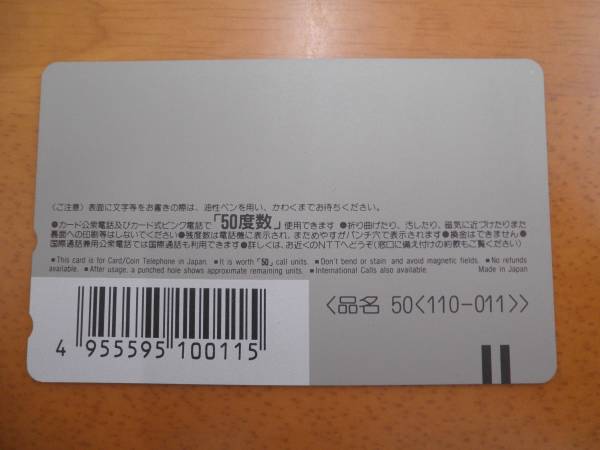 〈ご注意〉表面に文字等をお書きの際は、油性ペンを用い、かわくまでお待ちください。
●カード公衆電話及びカード式ピンク電話で「50度数」使用できます ●折り曲げたり、汚したり、磁気に近づけたりまた
裏面への印刷等はしないでください●残度数は電話機に表示され、まためやすがパンチ穴で表示されます●換金はできません●
国際通話兼用公衆電話では国際通話も利用できます●詳しくは、お近くのNTTへどうぞ(窓口に備え付けの約款もご覧ください)
■This card is for Card/Coin Telephone in Japan. ■It is worth「50」call units. ■Don't bend or stain and avoid magnetic fields. ■No refunds
available. ■After usage, a punched hole shows approximate remaining units. ■International Calls also available. Made in Japan
〈品名 50〈110-011〉〉
4 955595 100115